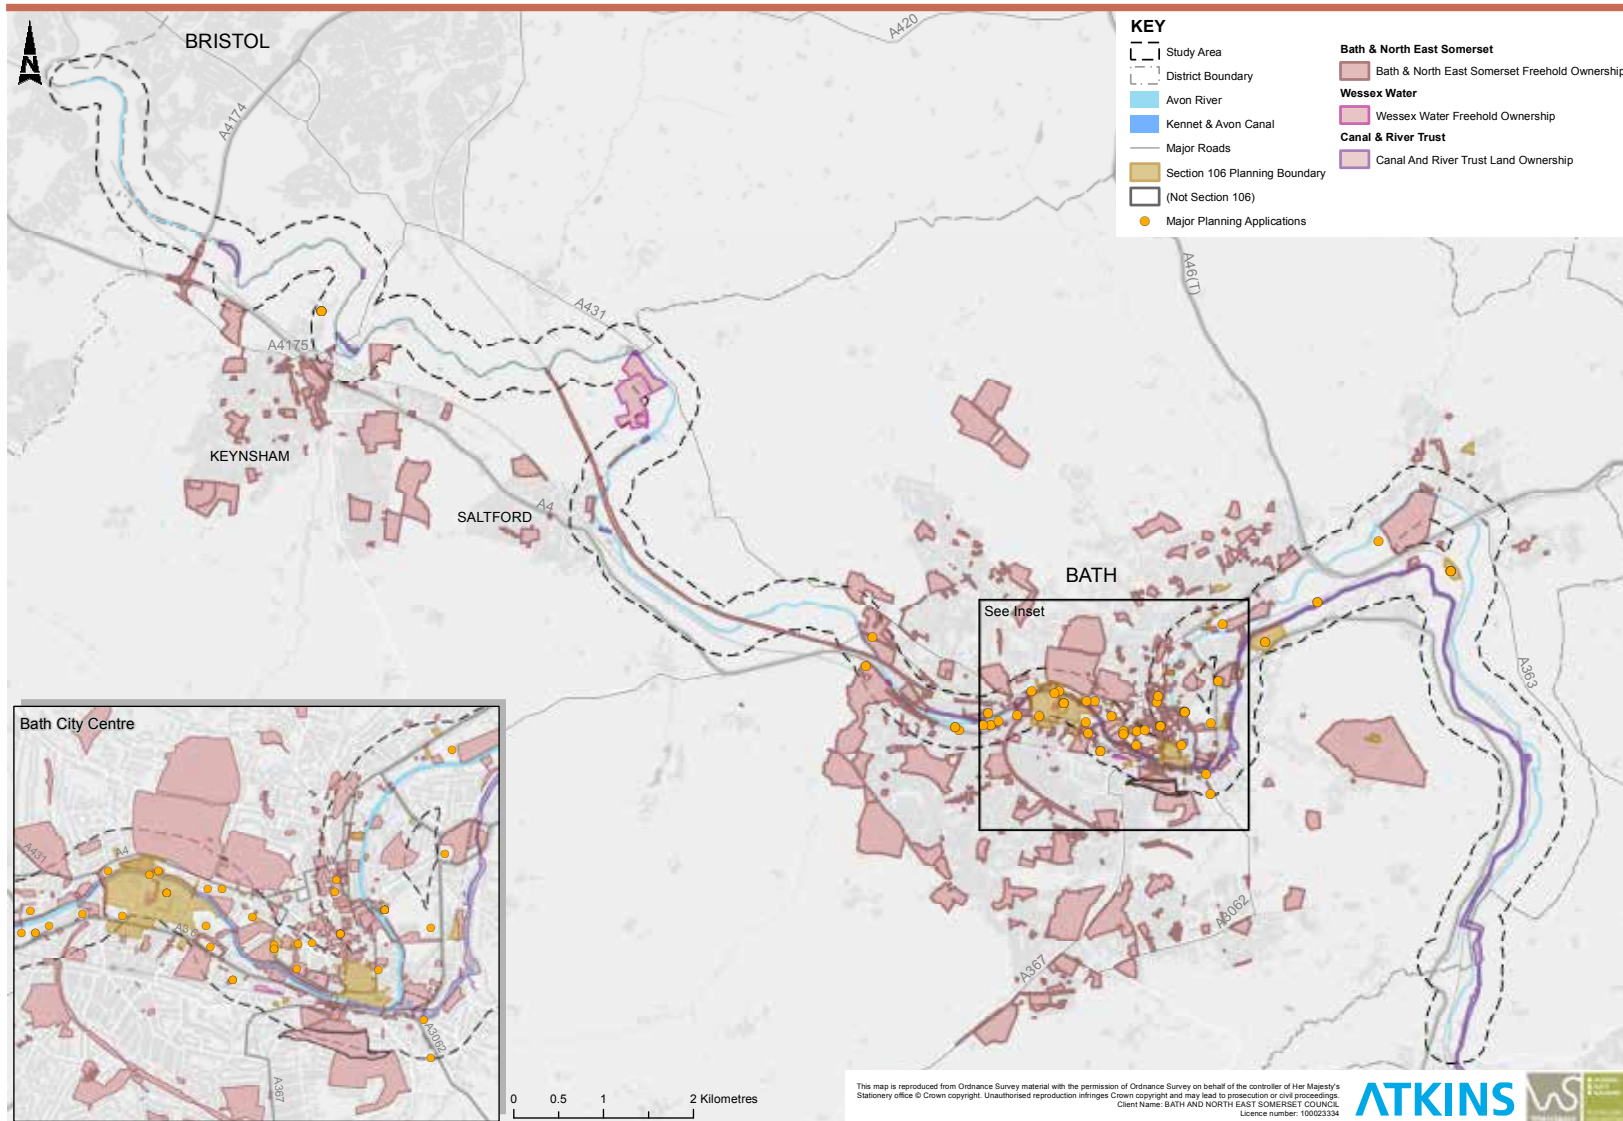 BRISTOL
N
A4174
A420
KEY
Study Area
District Boundary
Avon River
Kennet & Avon Canal
Major Roads
Section 106 Planning Boundary
(Not Section 106)
Major Planning Applications
Bath & North East Somerset
Bath & North East Somerset Freehold Ownership
Wessex Water
Wessex Water Freehold Ownership
Canal & River Trust
Canal And River Trust Land Ownership
A46(T)
A431
A4175
KEYNSHAM
SALTFORD
A4
BATH
See Inset
A363
A3062
A367
Bath City Centre
A431
A4
A3062
A367
0 0.5 1 2 Kilometres
This map is reproduced from Ordnance Survey material with the permission of Ordnance Survey on behalf of the controller of Her Majesty's
Stationery office © Crown copyright. Unauthorised reproduction infringes Crown copyright and may lead to prosecution or civil proceedings.
Client Name: BATH AND NORTH EAST SOMERSET COUNCIL
Licence number: 100023334
ATKINS